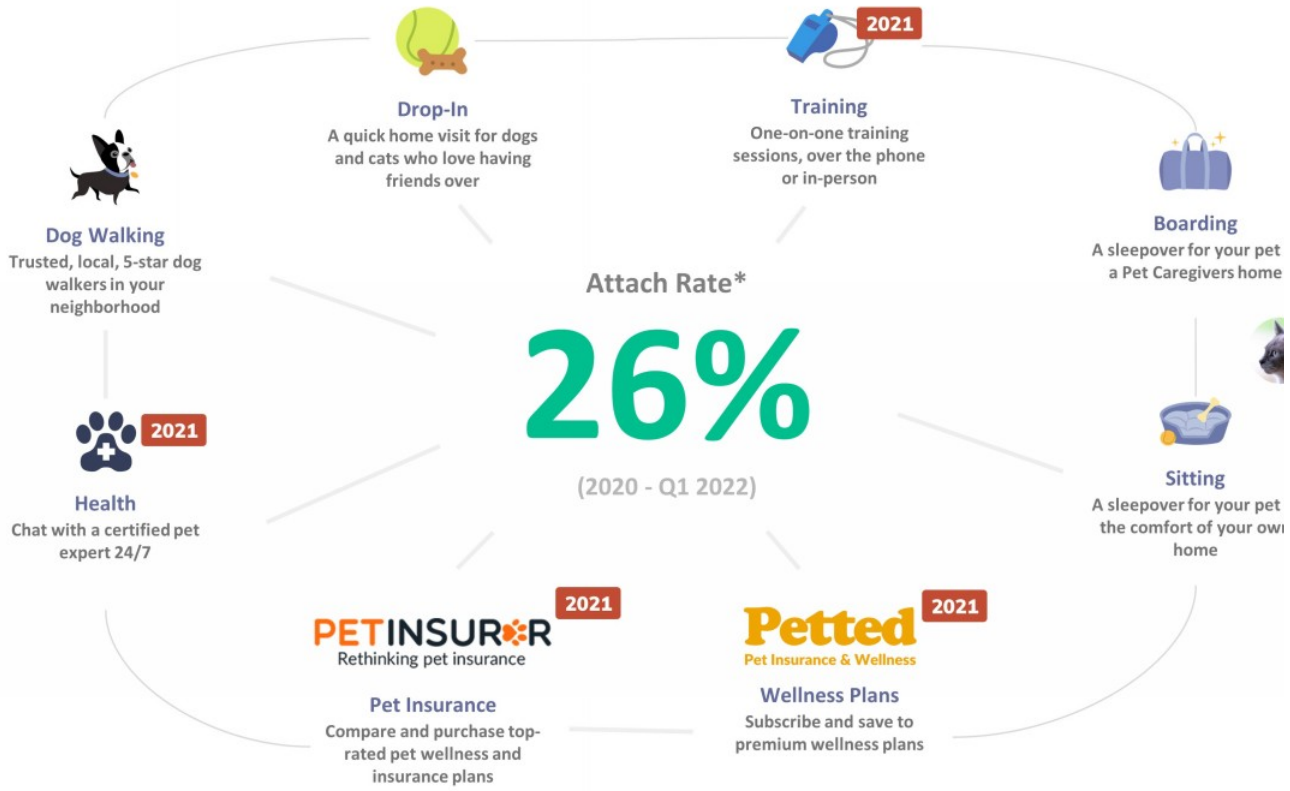 2021
Drop-In
A quick home visit for dogs
and cats who love having
friends over
Training
One-on-one training
sessions, over the phone
or in-person
Dog Walking
Trusted, local, 5-star dog
walkers in your
neighborhood
Boarding
A sleepover for your pet
a Pet Caregivers home
Attach Rate*
26%
(2020 - Q1 2022)
2021
Health
Chat with a certified pet
expert 24/7
Sitting
A sleepover for your pet
the comfort of your own
home
2021
PETINSURER
Rethinking pet insurance
Pet Insurance
Compare and purchase top-
rated pet wellness and
insurance plans
2021
Petted
Pet Insurance & Wellness
Wellness Plans
Subscribe and save to
premium wellness plans